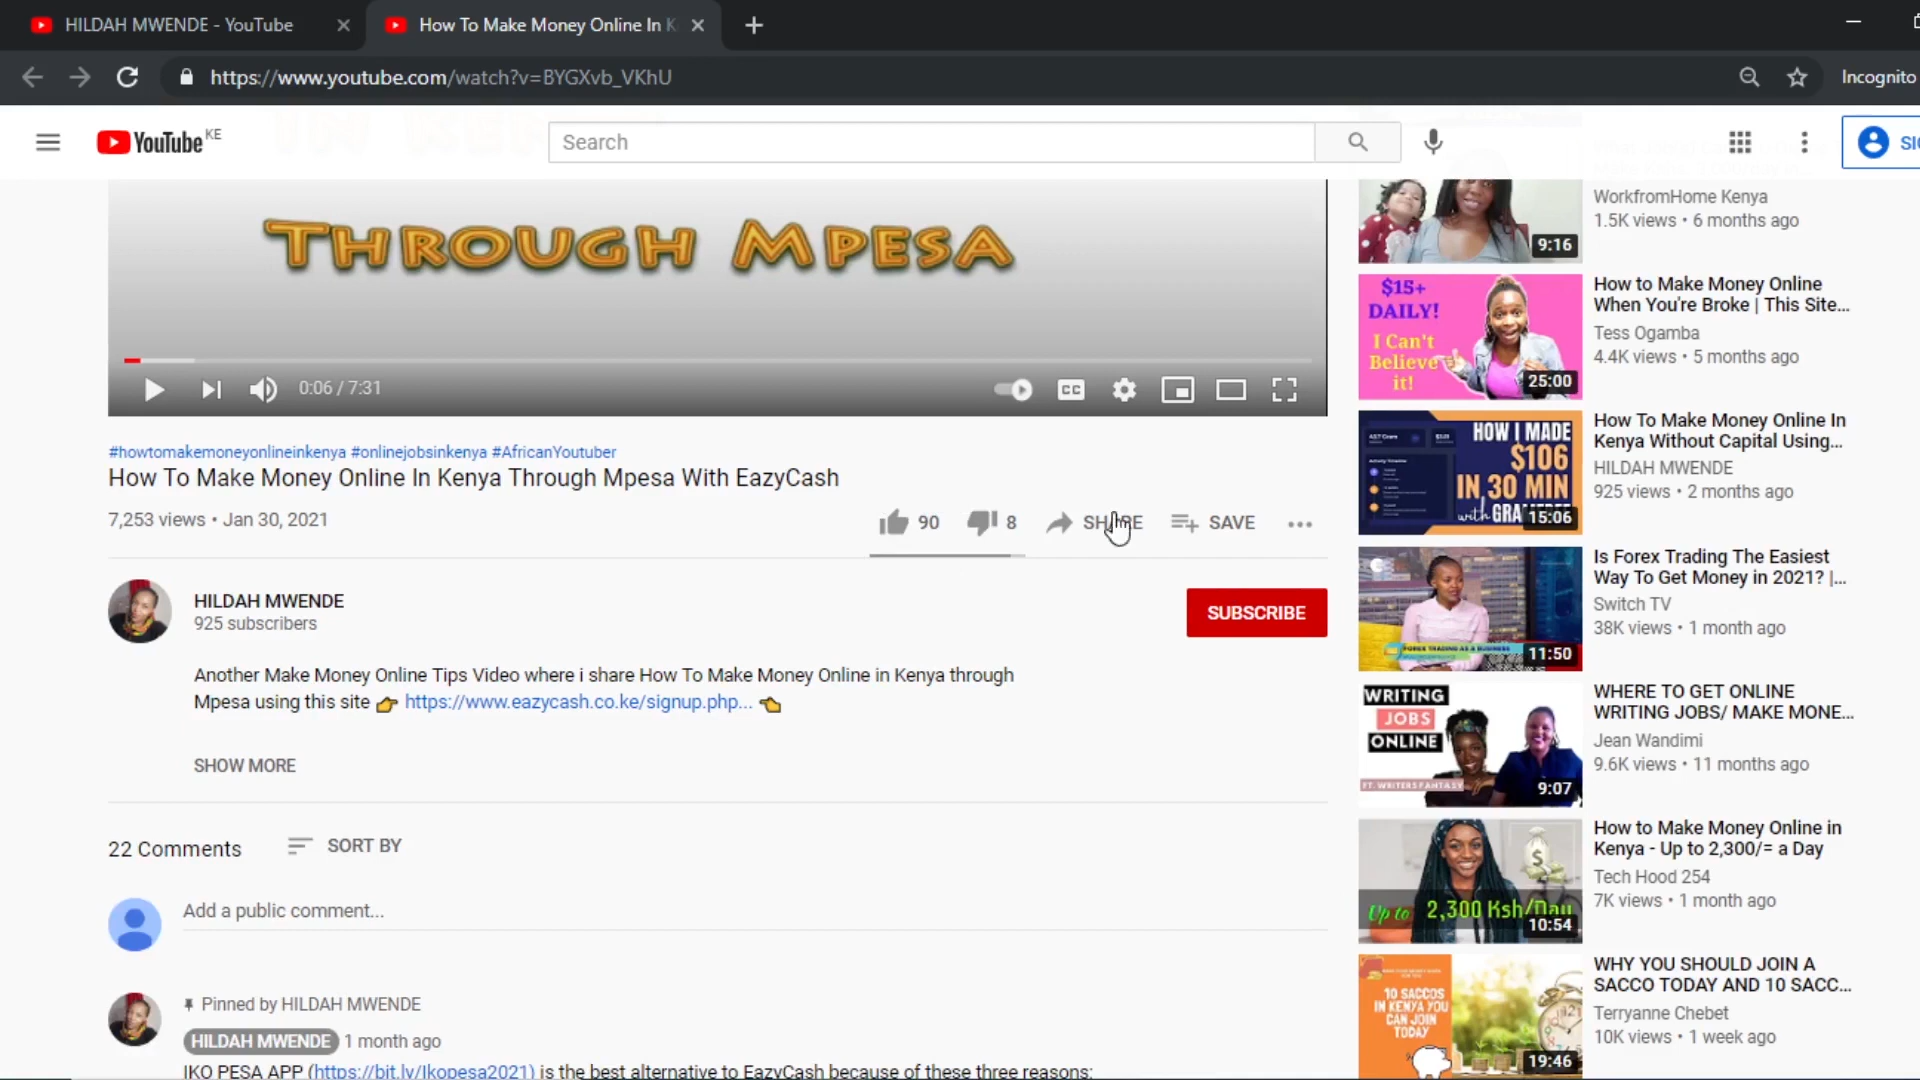 HILDAH MWENDE - YouTube
How To Make Money Online In K
https://www.youtube.com/watch?v=BYGXvb_VKhU
Incognito
YouTube KE
Search
SI
THROUGH MPESA
0:06 / 7:31
CC
#howtomakemoneyonlineinkenya #onlinejobsinkenya #AfricanYoutuber
How To Make Money Online In Kenya Through Mpesa With EazyCash
7,253 views • Jan 30, 2021
90
8
SHARE
SAVE
HILDAH MWENDE
925 subscribers
SUBSCRIBE
Another Make Money Online Tips Video where i share How To Make Money Online in Kenya through
Mpesa using this site 👉 https://www.eazycash.co.ke/signup.php... 👈
SHOW MORE
22 Comments
SORT BY
Add a public comment...
Pinned by HILDAH MWENDE
HILDAH MWENDE 1 month ago
IKO PESA APP (https://bit.ly/Ikopesa2021) is the best alternative to EazyCash because of these three reasons:
9:16
WorkfromHome Kenya
1.5K views • 6 months ago
$15+
DAILY!
I Can't
Believe
it!
25:00
How to Make Money Online
When You're Broke | This Site...
Tess Ogamba
4.4K views • 5 months ago
HOW I MADE
$106
IN 30 MIN
with
15:06
How To Make Money Online In
Kenya Without Capital Using...
HILDAH MWENDE
925 views • 2 months ago
FOREX TRADING AS A BUSINESS
11:50
Is Forex Trading The Easiest
Way To Get Money in 2021? |...
Switch TV
38K views • 1 month ago
WRITING
JOBS
ONLINE
FT. WRITERS FANTASY
9:07
WHERE TO GET ONLINE
WRITING JOBS/ MAKE MONE...
Jean Wandimi
9.6K views • 11 months ago
Up to 2,300 Ksh/Day
10:54
How to Make Money Online in
Kenya - Up to 2,300/= a Day
Tech Hood 254
7K views • 1 month ago
10 SACCOS
IN KENYA YOU
CAN JOIN
TODAY
19:46
WHY YOU SHOULD JOIN A
SACCO TODAY AND 10 SACC...
Terryanne Chebet
10K views • 1 week ago